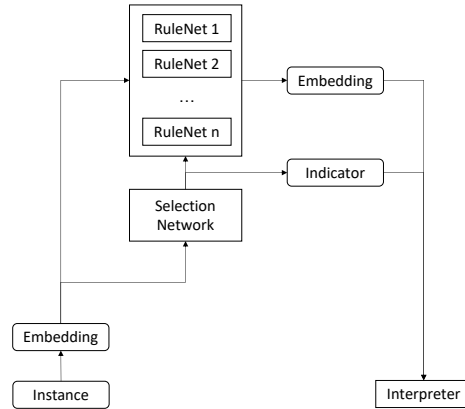 RuleNet 1
RuleNet 2
...
RuleNet n
Embedding
Indicator
Selection
Network
Embedding
Instance
Interpreter